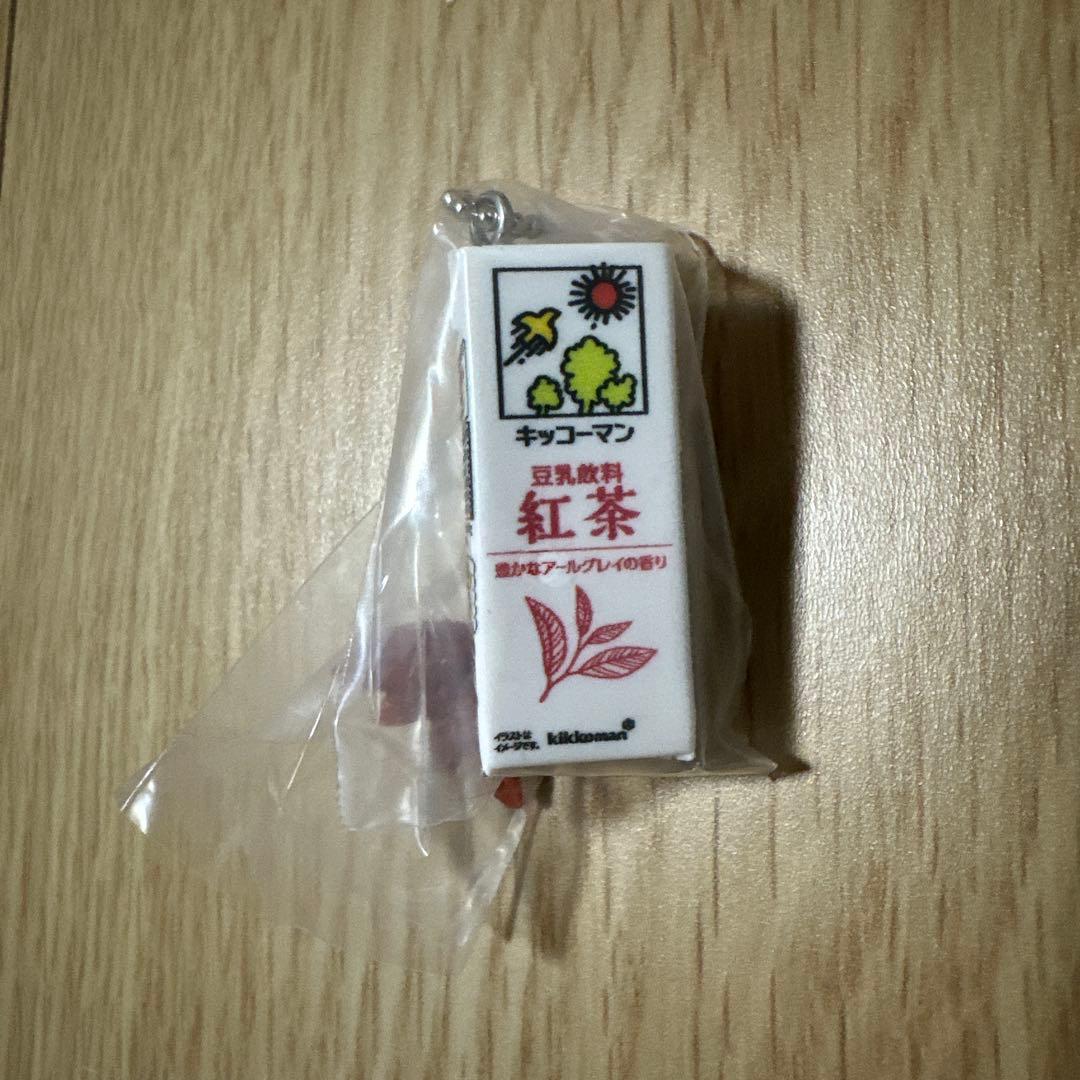 キッコーマン
豆乳飲料
紅茶
豊かなアールグレイの香り
イラストは
イメージです。
kikkoman